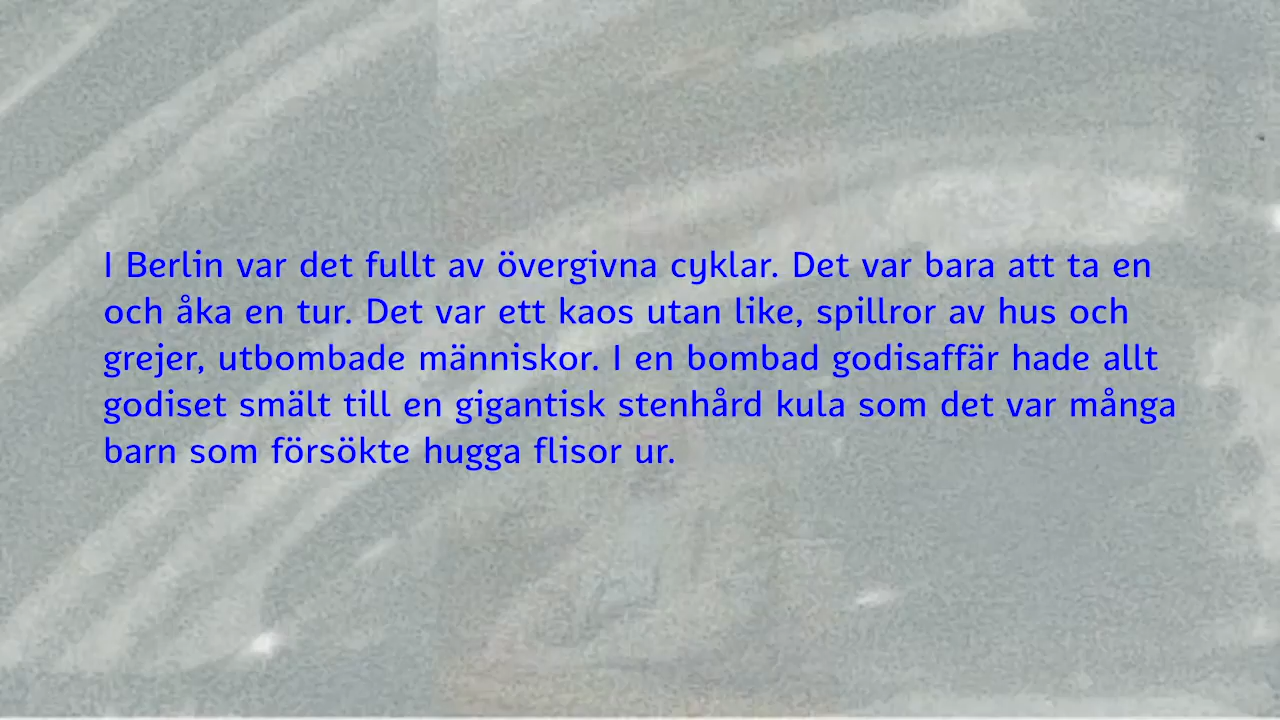 I Berlin var det fullt av övergivna cyklar. Det var bara att ta en
och åka en tur. Det var ett kaos utan like, spillror av hus och
grejer, utbombade människor. I en bombad godisaffär hade allt
godiset smält till en gigantisk stenhård kula som det var många
barn som försökte hugga flisor ur.